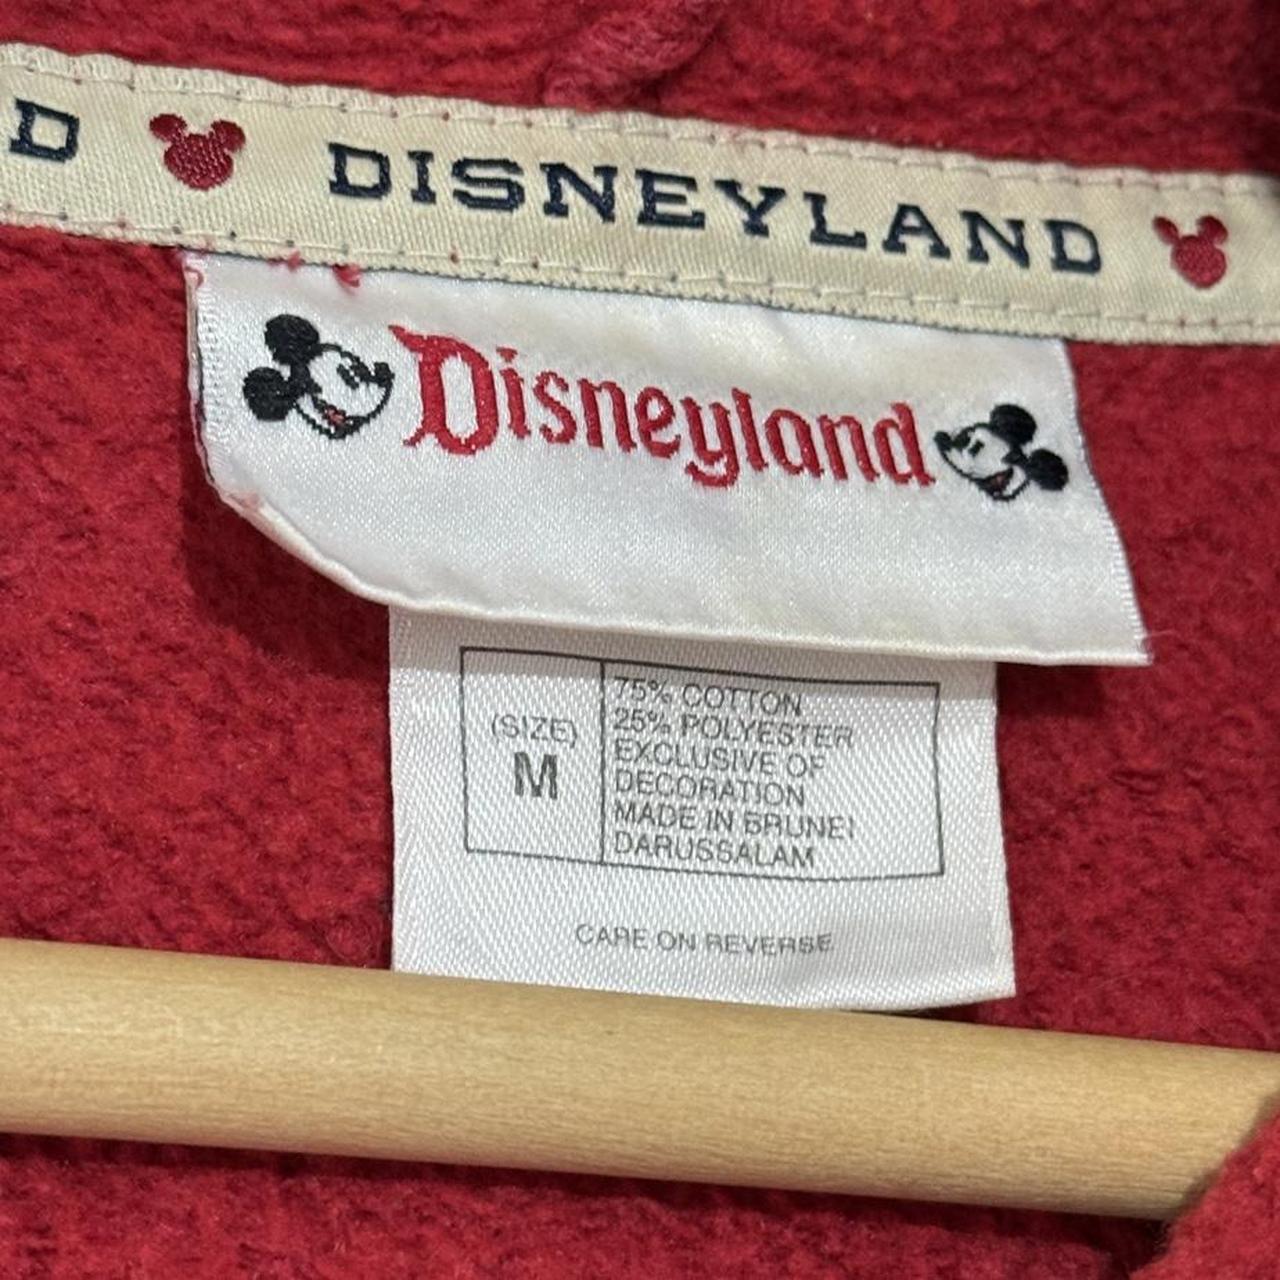 D DISNEYLAND
Disneyland
(SIZE)
M
75% COTTON
25% POLYESTER
EXCLUSIVE OF
DECORATION
MADE IN BRUNEI
DARUSSALAM
CARE ON REVERSE